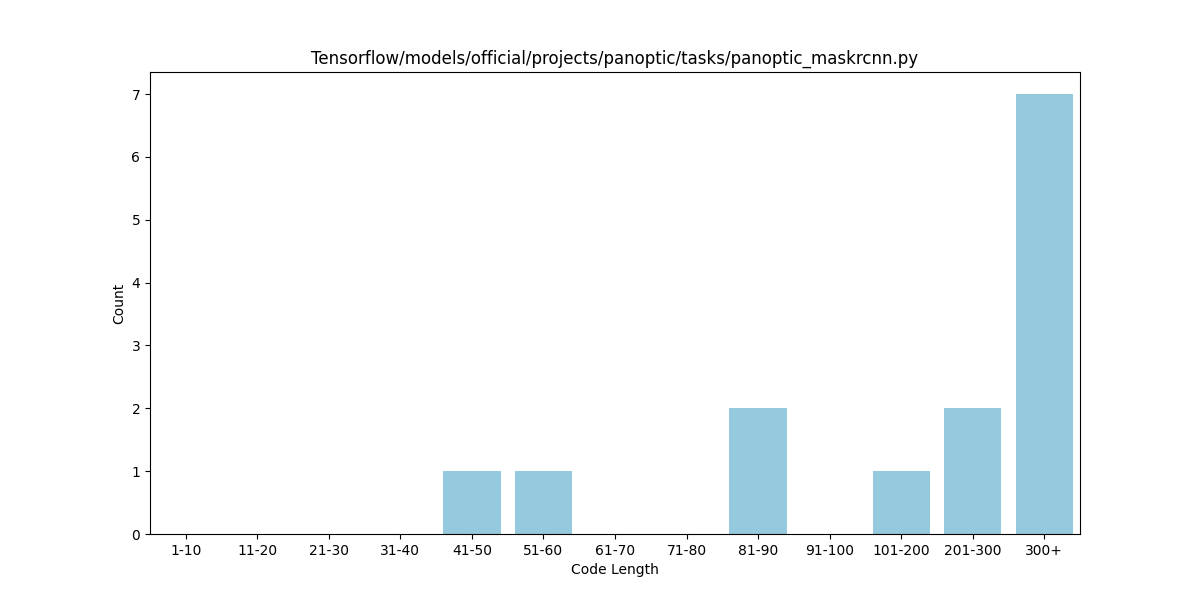 Tensorflow/models/official/projects/panoptic/tasks/panoptic_maskrcnn.py
7
6
5
4
3
2
1
0
Count
1-10 11-20 21-30 31-40 41-50 51-60 61-70 71-80 81-90 91-100 101-200 201-300 300+
Code Length